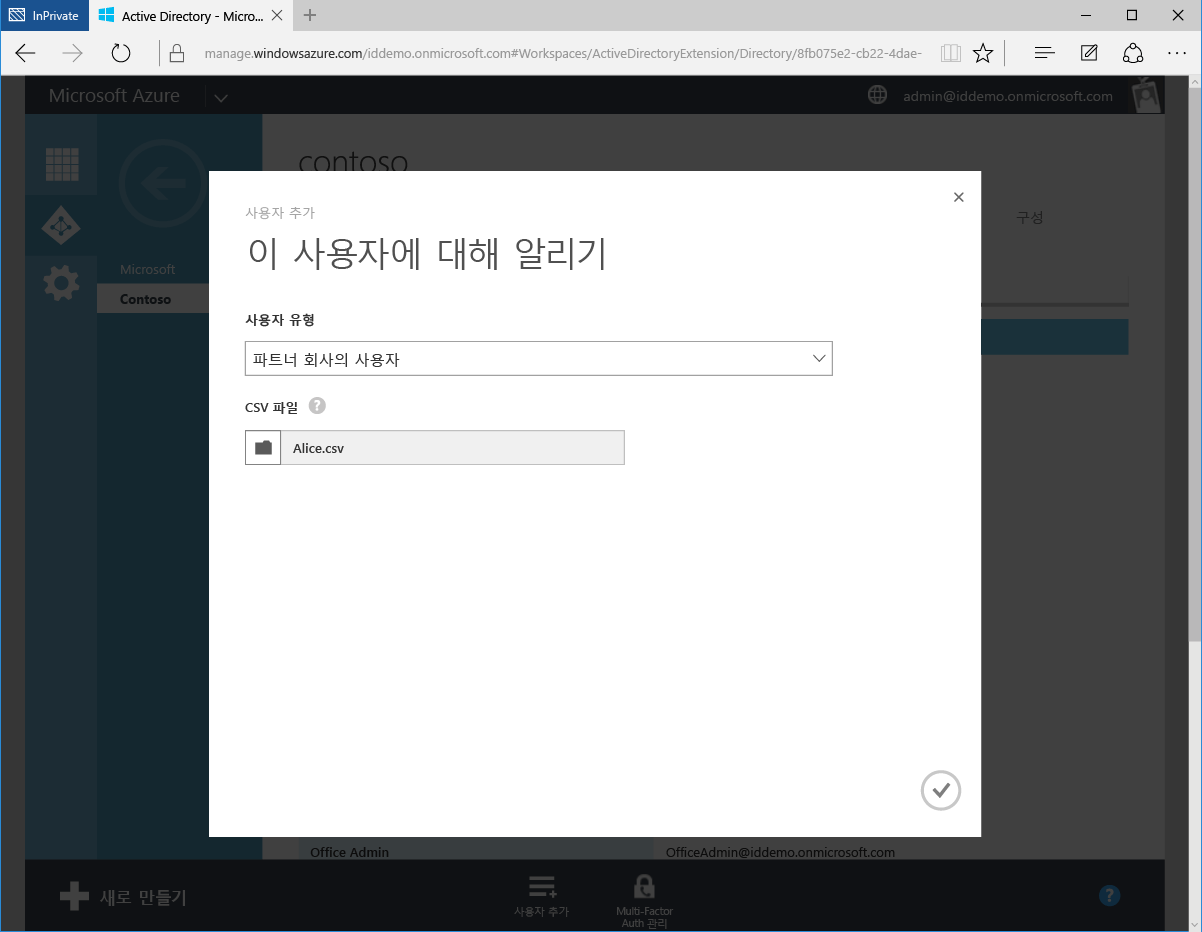 InPrivate
Active Directory - Micro...
manage.windowsazure.com/iddemo.onmicrosoft.com#Workspaces/ActiveDirectoryExtension/Directory/8fb075e2-cb22-4dae-
Microsoft Azure
admin@iddemo.onmicrosoft.com
contoso
사용자 추가
이 사용자에 대해 알리기
구성
Microsoft
Contoso
사용자 유형
파트너 회사의 사용자
CSV 파일 ?
Alice.csv
Office Admin
OfficeAdmin@iddemo.onmicrosoft.com
새로 만들기
사용자 추가
Multi-Factor
Auth 관리
?